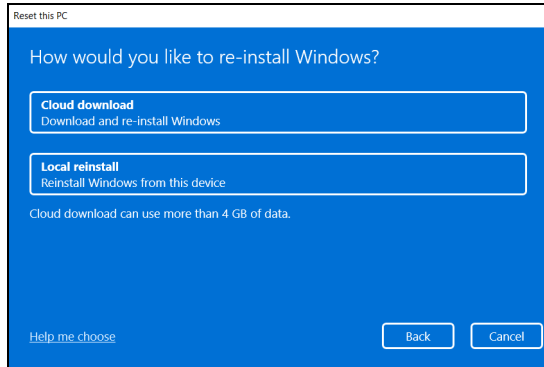 Reset this PC
How would you like to re-install Windows?
Cloud download
Download and re-install Windows
Local reinstall
Reinstall Windows from this device
Cloud download can use more than 4 GB of data.
Help me choose
Back
Cancel